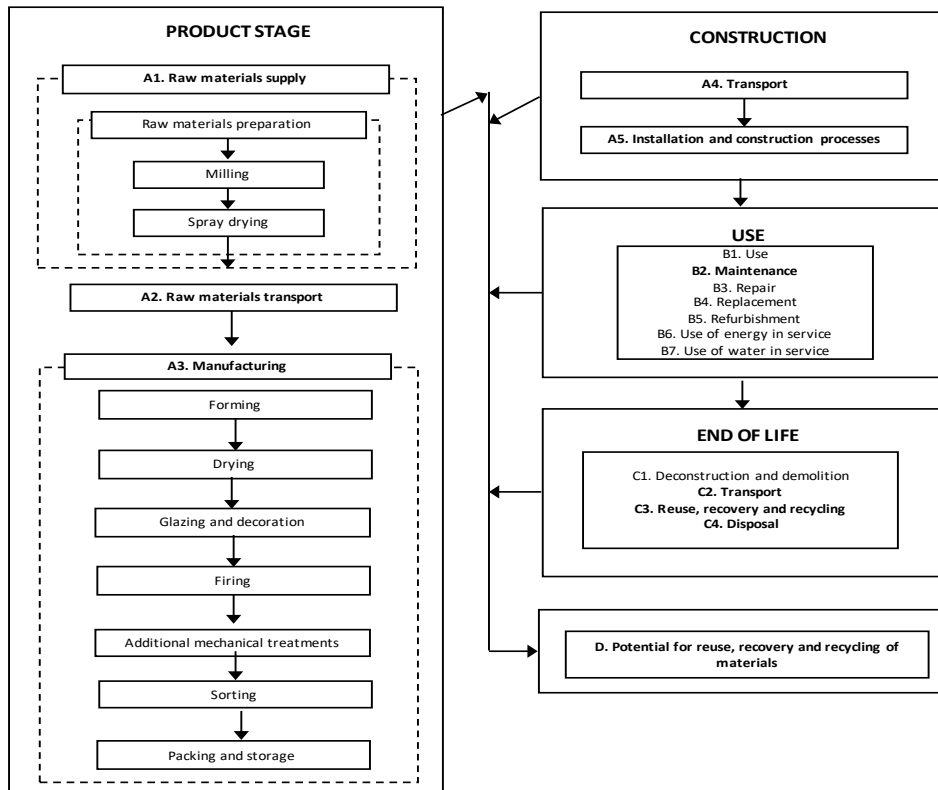 PRODUCT STAGE
A1. Raw materials supply
Raw materials preparation
Milling
Spray drying
A2. Raw materials transport
A3. Manufacturing
Forming
Drying
Glazing and decoration
Firing
Additional mechanical treatments
Sorting
Packing and storage
CONSTRUCTION
A4. Transport
A5. Installation and construction processes
USE
B1. Use
B2. Maintenance
B3. Repair
B4. Replacement
B5. Refurbishment
B6. Use of energy in service
B7. Use of water in service
END OF LIFE
C1. Deconstruction and demolition
C2. Transport
C3. Reuse, recovery and recycling
C4. Disposal
D. Potential for reuse, recovery and recycling of
materials